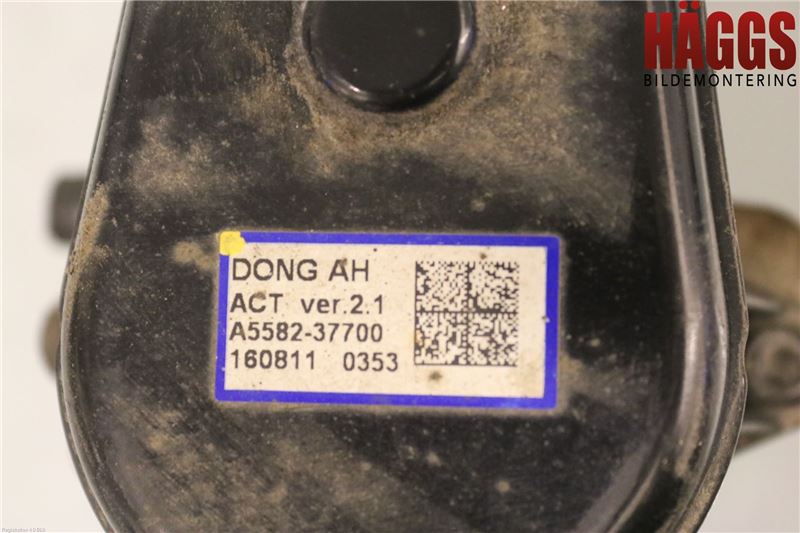 HÄGGS
BILDEMONTERING
DONG AH
ACT ver.2.1
A5582-37700
160811 0353